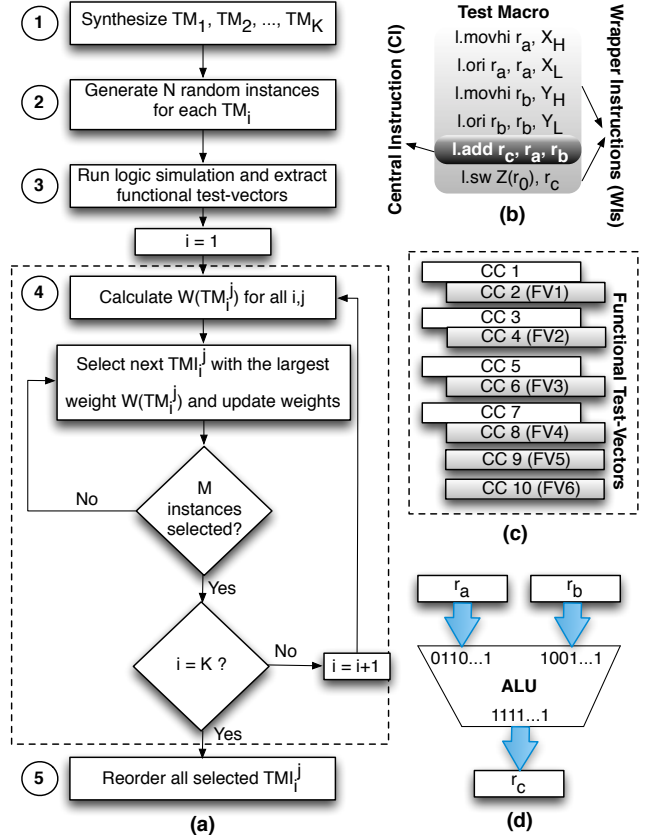 1
Synthesize TM1, TM2, ..., TMK
2
Generate N random instances
for each TMi
3
Run logic simulation and extract
functional test-vectors
i = 1
4
Calculate W(TMi^j) for all i,j
Select next TMIi^j with the largest
weight W(TMi^j) and update weights
No
M
instances
selected?
Yes
i = K ?
No
i = i+1
Yes
5
Reorder all selected TMIi^j
(a)
Test Macro
Central Instruction (CI)
l.movhi ra, XH
l.ori ra, ra, XL
l.movhi rb, YH
l.ori rb, rb, YL
l.add rc, ra, rb
l.sw Z(r0), rc
Wrapper Instructions (WIs)
(b)
CC 1
CC 2 (FV1)
CC 3
CC 4 (FV2)
CC 5
CC 6 (FV3)
CC 7
CC 8 (FV4)
CC 9 (FV5)
CC 10 (FV6)
Functional Test-Vectors
(c)
ra
rb
0110...1
1001...1
ALU
1111...1
rc
(d)